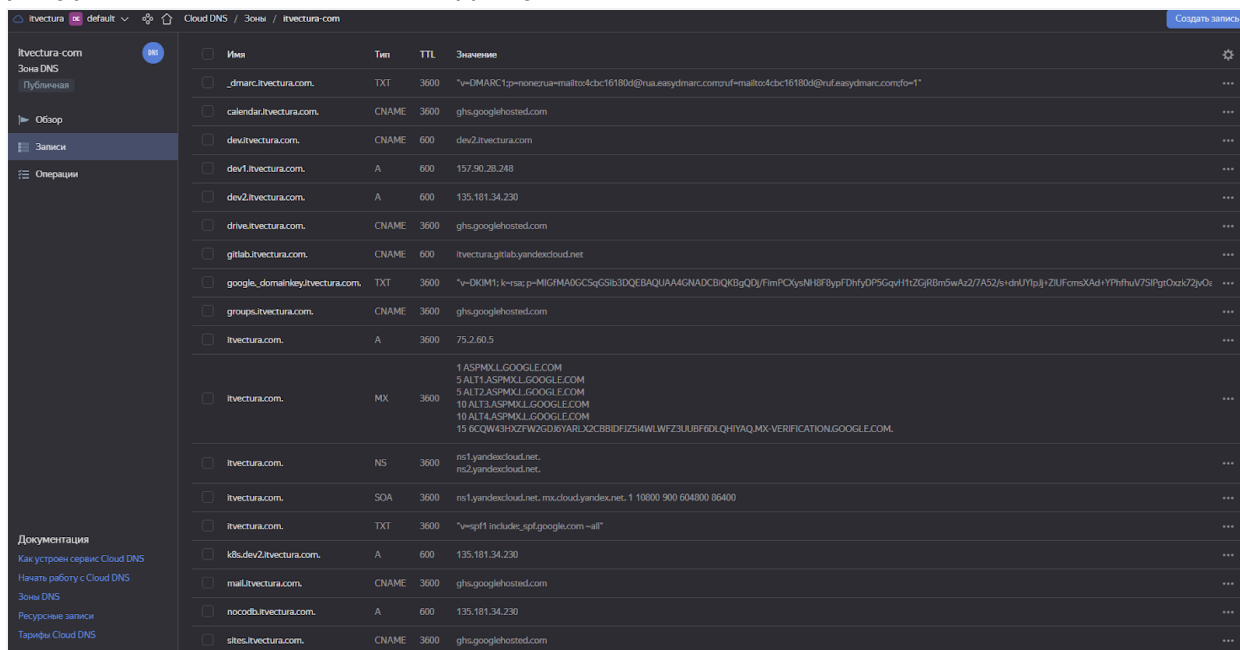 itvectura DE default Cloud DNS / Зоны / itvectura-com Создать запись
itvectura-com DNS
Зона DNS
Публичная
Обзор
Записи
Операции
Имя Тип TTL Значение
_dmarc.itvectura.com. TXT 3600 "v=DMARC1;p=none;rua=mailto:4cbc16180d@rua.easydmarc.com;ruf=mailto:4cbc16180d@ruf.easydmarc.com;fo=1"
calendar.itvectura.com. CNAME 3600 ghs.googlehosted.com
dev.itvectura.com. CNAME 600 dev2.itvectura.com
dev1.itvectura.com. A 600 157.90.28.248
dev2.itvectura.com. A 600 135.181.34.230
drive.itvectura.com. CNAME 3600 ghs.googlehosted.com
gitlab.itvectura.com. CNAME 600 itvectura.gitlab.yandexcloud.net
google._domainkey.itvectura.com. TXT 3600 "v=DKIM1; k=rsa;
groups.itvectura.com. CNAME 3600 ghs.googlehosted.com
itvectura.com. A 3600 75.2.60.5
itvectura.com. MX 3600
1 ASPMX.L.GOOGLE.COM
5 ALT1.ASPMX.L.GOOGLE.COM
5 ALT2.ASPMX.L.GOOGLE.COM
10 ALT3.ASPMX.L.GOOGLE.COM
10 ALT4.ASPMX.L.GOOGLE.COM
15 6CQW43HXZFW2GDJ6YARLX2CBBIDFJZ5I4WLWFZ3UUBF6DLQHIYAQ.MX-VERIFICATION.GOOGLE.COM.
itvectura.com. NS 3600
ns1.yandexcloud.net.
ns2.yandexcloud.net.
itvectura.com. SOA 3600 ns1.yandexcloud.net. mx.cloud.yandex.net. 1 10800 900 604800 86400
itvectura.com. TXT 3600 "v=spf1 include:_spf.google.com ~all"
k8s.dev2.itvectura.com. A 600 135.181.34.230
mail.itvectura.com. CNAME 3600 ghs.googlehosted.com
nocodb.itvectura.com. A 600 135.181.34.230
sites.itvectura.com. CNAME 3600 ghs.googlehosted.com
Документация
Как устроен сервис Cloud DNS
Начать работу с Cloud DNS
Зоны DNS
Ресурсные записи
Тарифы Cloud DNS